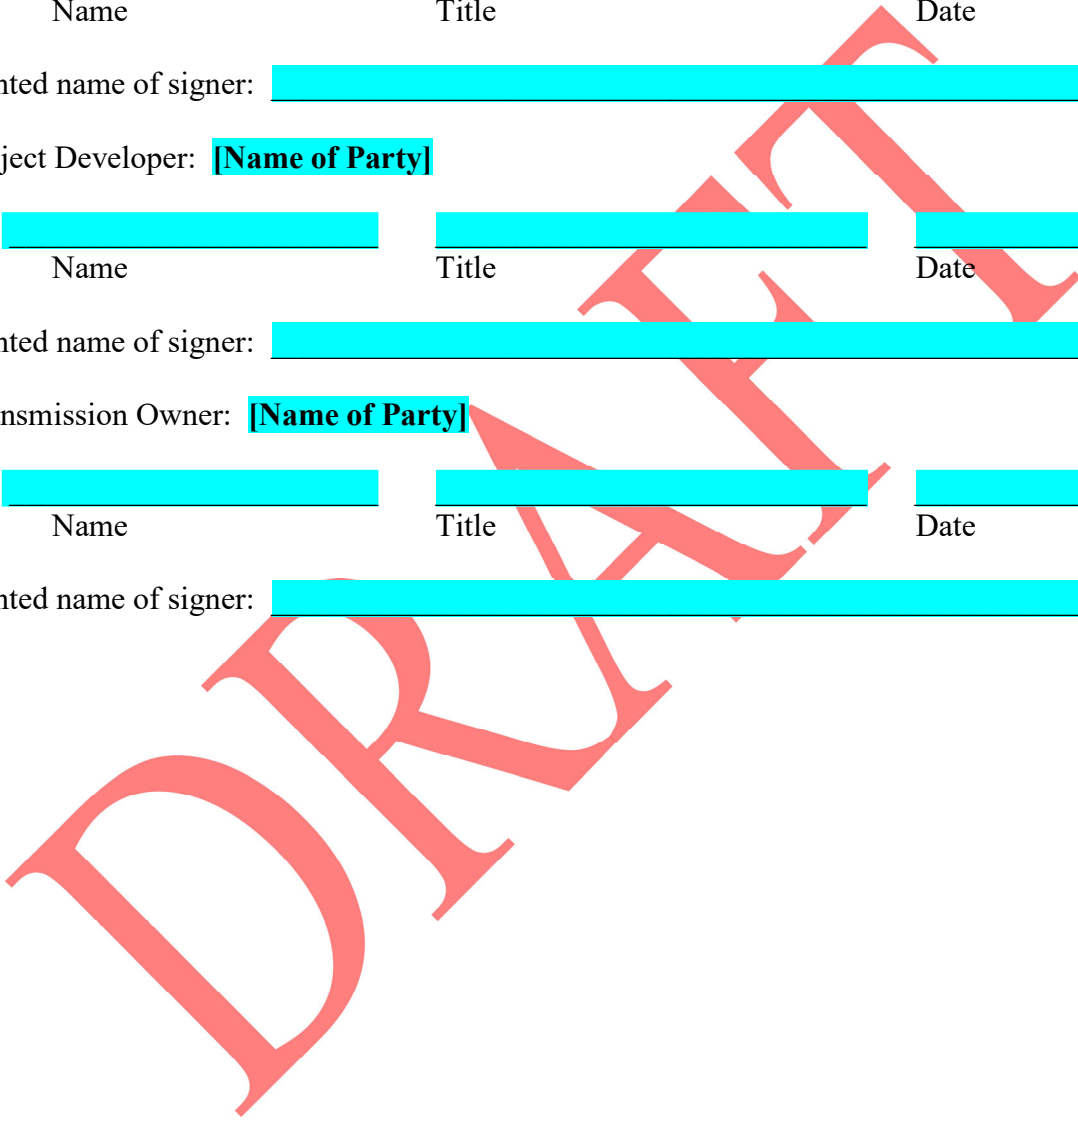 Name Title Date
nted name of signer:
ject Developer: [Name of Party]
Name Title Date
nted name of signer:
nsmission Owner: [Name of Party]
Name Title Date
nted name of signer:
DRAFT